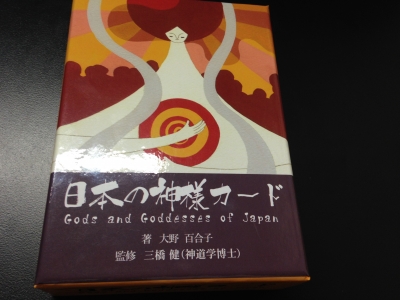 日本の神様カード
Gods and Goddesses of Japan
著 大野 百合子
監修 三橋 健(神道学博士)